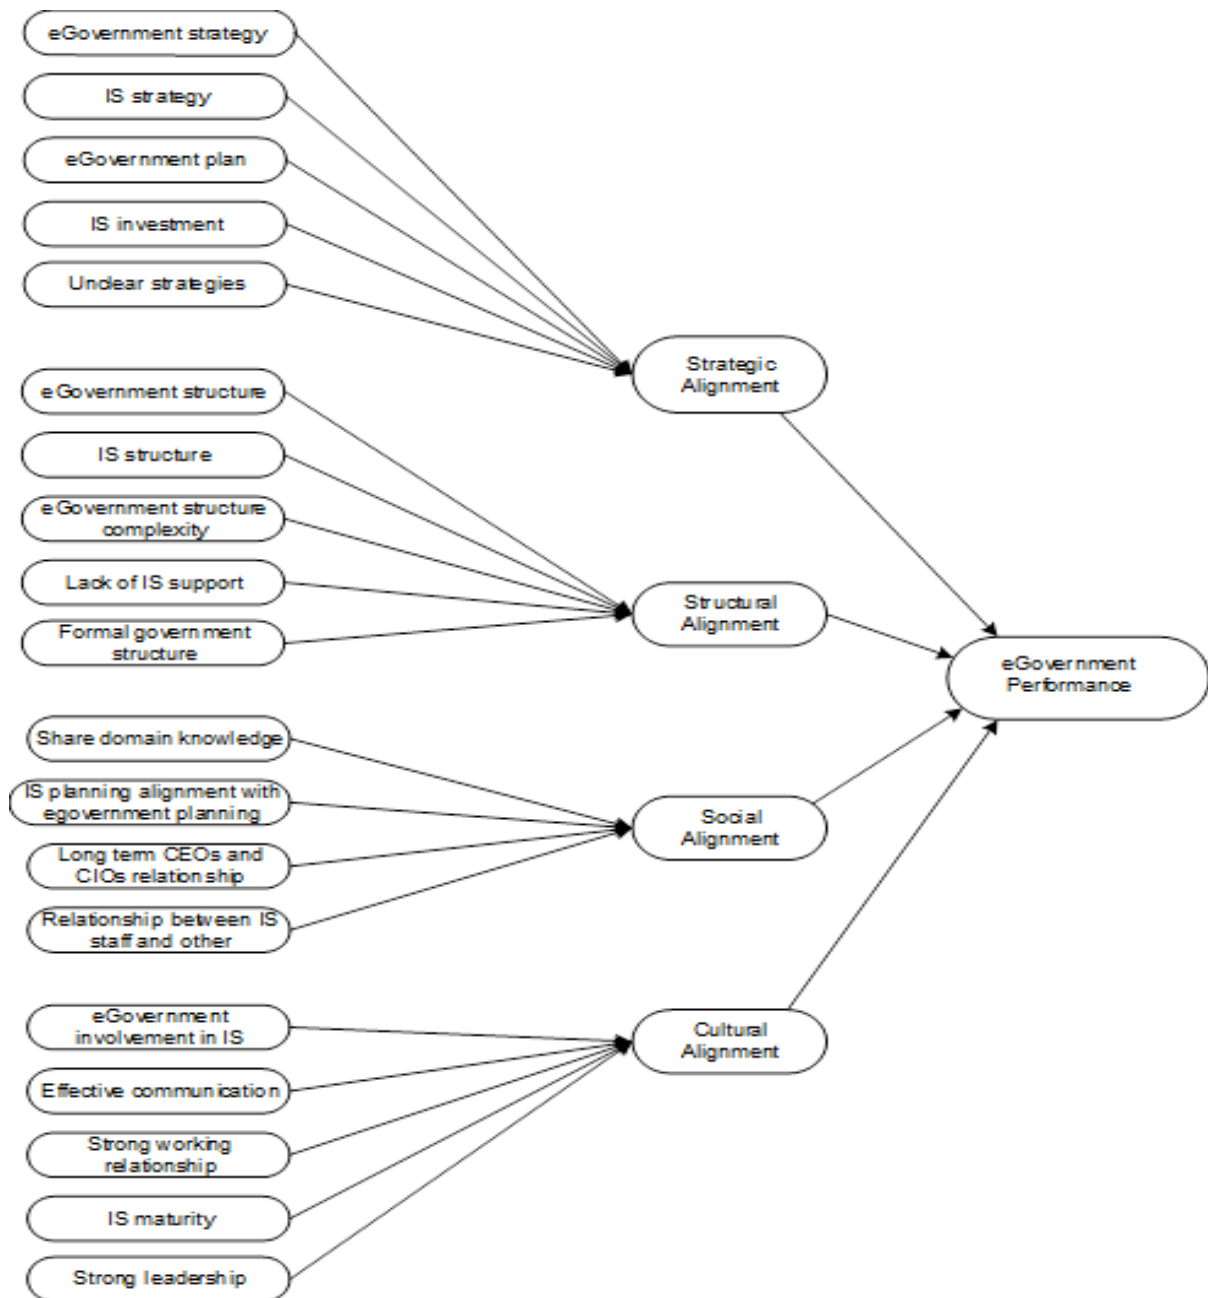 eGovernment strategy
IS strategy
eGovernment plan
IS investment
Unclear strategies
Strategic
Alignment
eGovernment structure
IS structure
eGovernment structure
complexity
Lack of IS support
Formal government
structure
Structural
Alignment
eGovernment
Performance
Share domain knowledge
IS planning alignment with
egovernment planning
Long term CEOs and
CIOs relationship
Relationship between IS
staff and other
Social
Alignment
eGovernment
involvement in IS
Effective communication
Strong working
relationship
IS maturity
Strong leadership
Cultural
Alignment